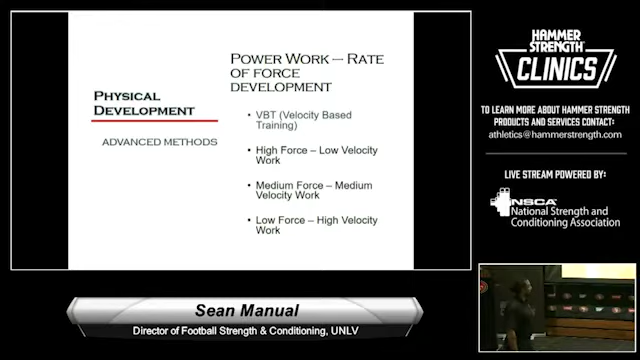 POWER WORK – RATE
OF FORCE
DEVELOPMENT
PHYSICAL
DEVELOPMENT
ADVANCED METHODS
• VBT (Velocity Based
Training)
• High Force – Low Velocity
Work
• Medium Force – Medium
Velocity Work
• Low Force – High Velocity
Work
HAMMER
STRENGTH
CLINICS
TO LEARN MORE ABOUT HAMMER STRENGTH
PRODUCTS AND SERVICES CONTACT:
athletics@hammerstrength.com
LIVE STREAM POWERED BY:
NSCA
National Strength and
Conditioning Association
Sean Manual
Director of Football Strength & Conditioning, UNLV